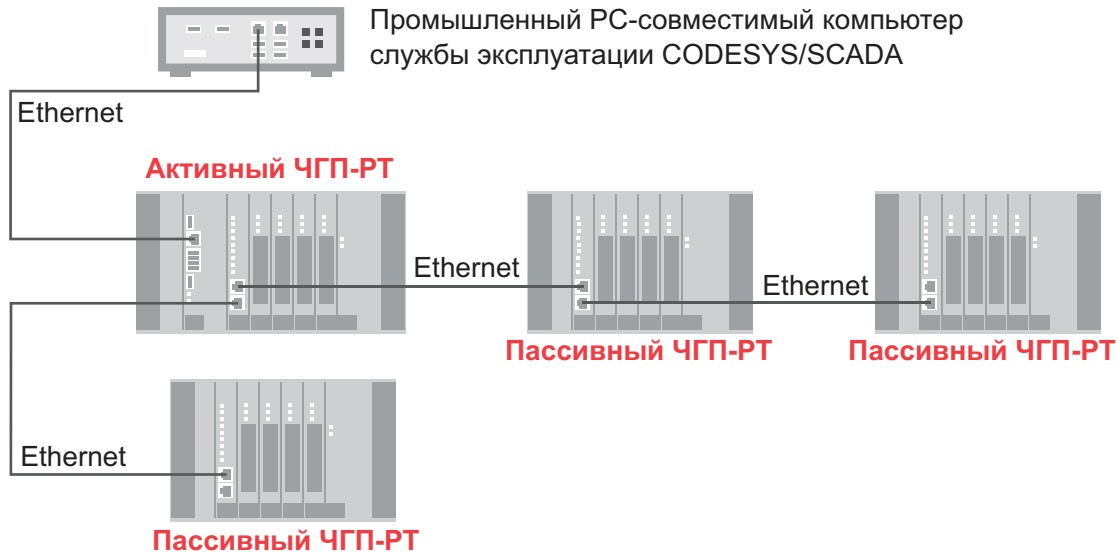 Промышленный PC-совместимый компьютер
службы эксплуатации CODESYS/SCADA
Ethernet
Активный ЧГП-РТ
Ethernet
Ethernet
Пассивный ЧГП-РТ
Пассивный ЧГП-РТ
Ethernet
Пассивный ЧГП-РТ